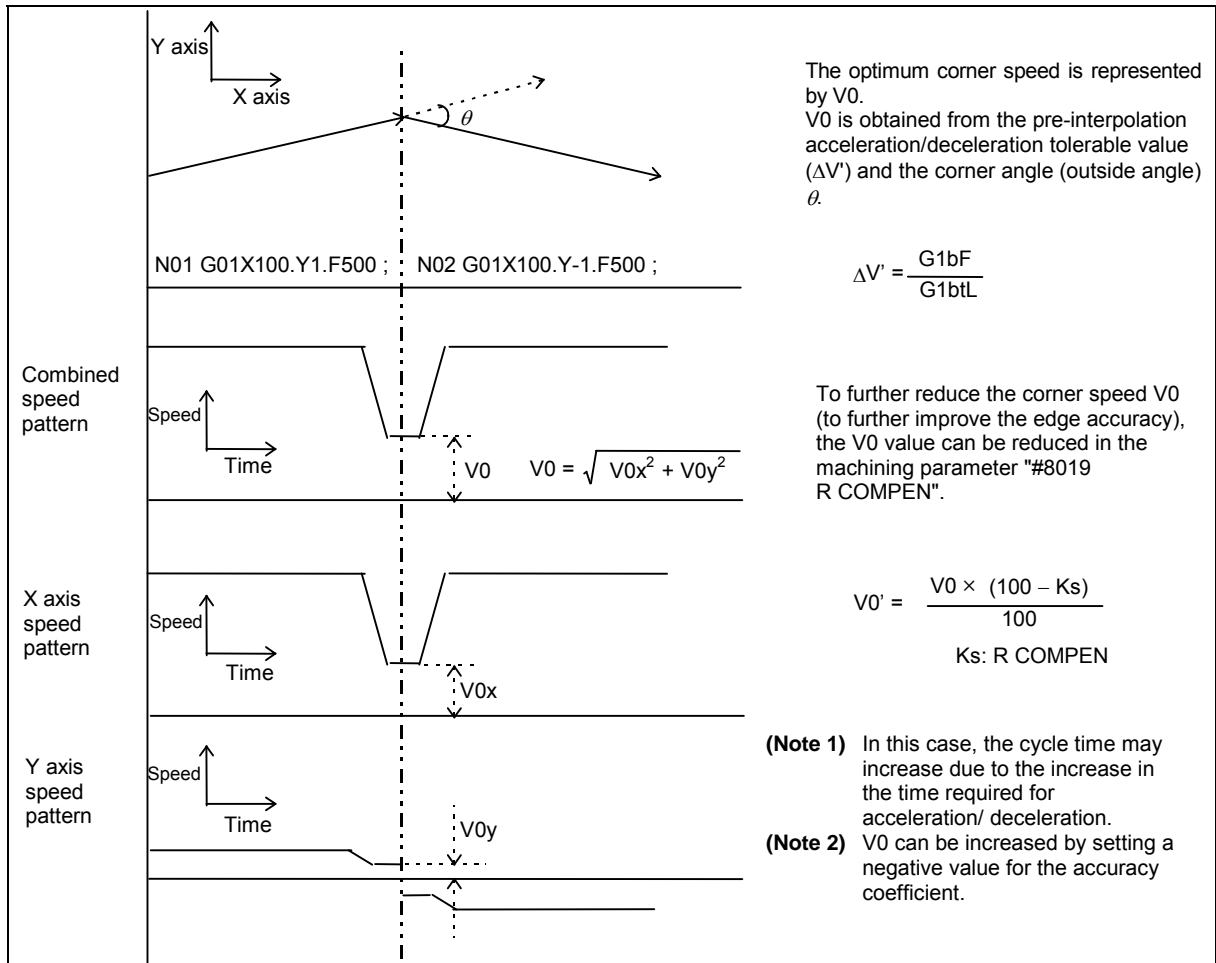 Y axis
X axis
θ
N01 G01X100.Y1.F500 ;
N02 G01X100.Y-1.F500 ;
Combined
speed
pattern
Speed
Time
V0
V0 = √ V0x² + V0y²
X axis
speed
pattern
Speed
Time
V0x
Y axis
speed
pattern
Speed
Time
V0y
The optimum corner speed is represented
by V0.
V0 is obtained from the pre-interpolation
acceleration/deceleration tolerable value
(ΔV') and the corner angle (outside angle)
θ.
ΔV' = G1bF
G1btL
To further reduce the corner speed V0
(to further improve the edge accuracy),
the V0 value can be reduced in the
machining parameter "#8019
R COMPEN".
V0' = V0 × (100 – Ks)
100
Ks: R COMPEN
(Note 1) In this case, the cycle time may
increase due to the increase in
the time required for
acceleration/ deceleration.
(Note 2) V0 can be increased by setting a
negative value for the accuracy
coefficient.